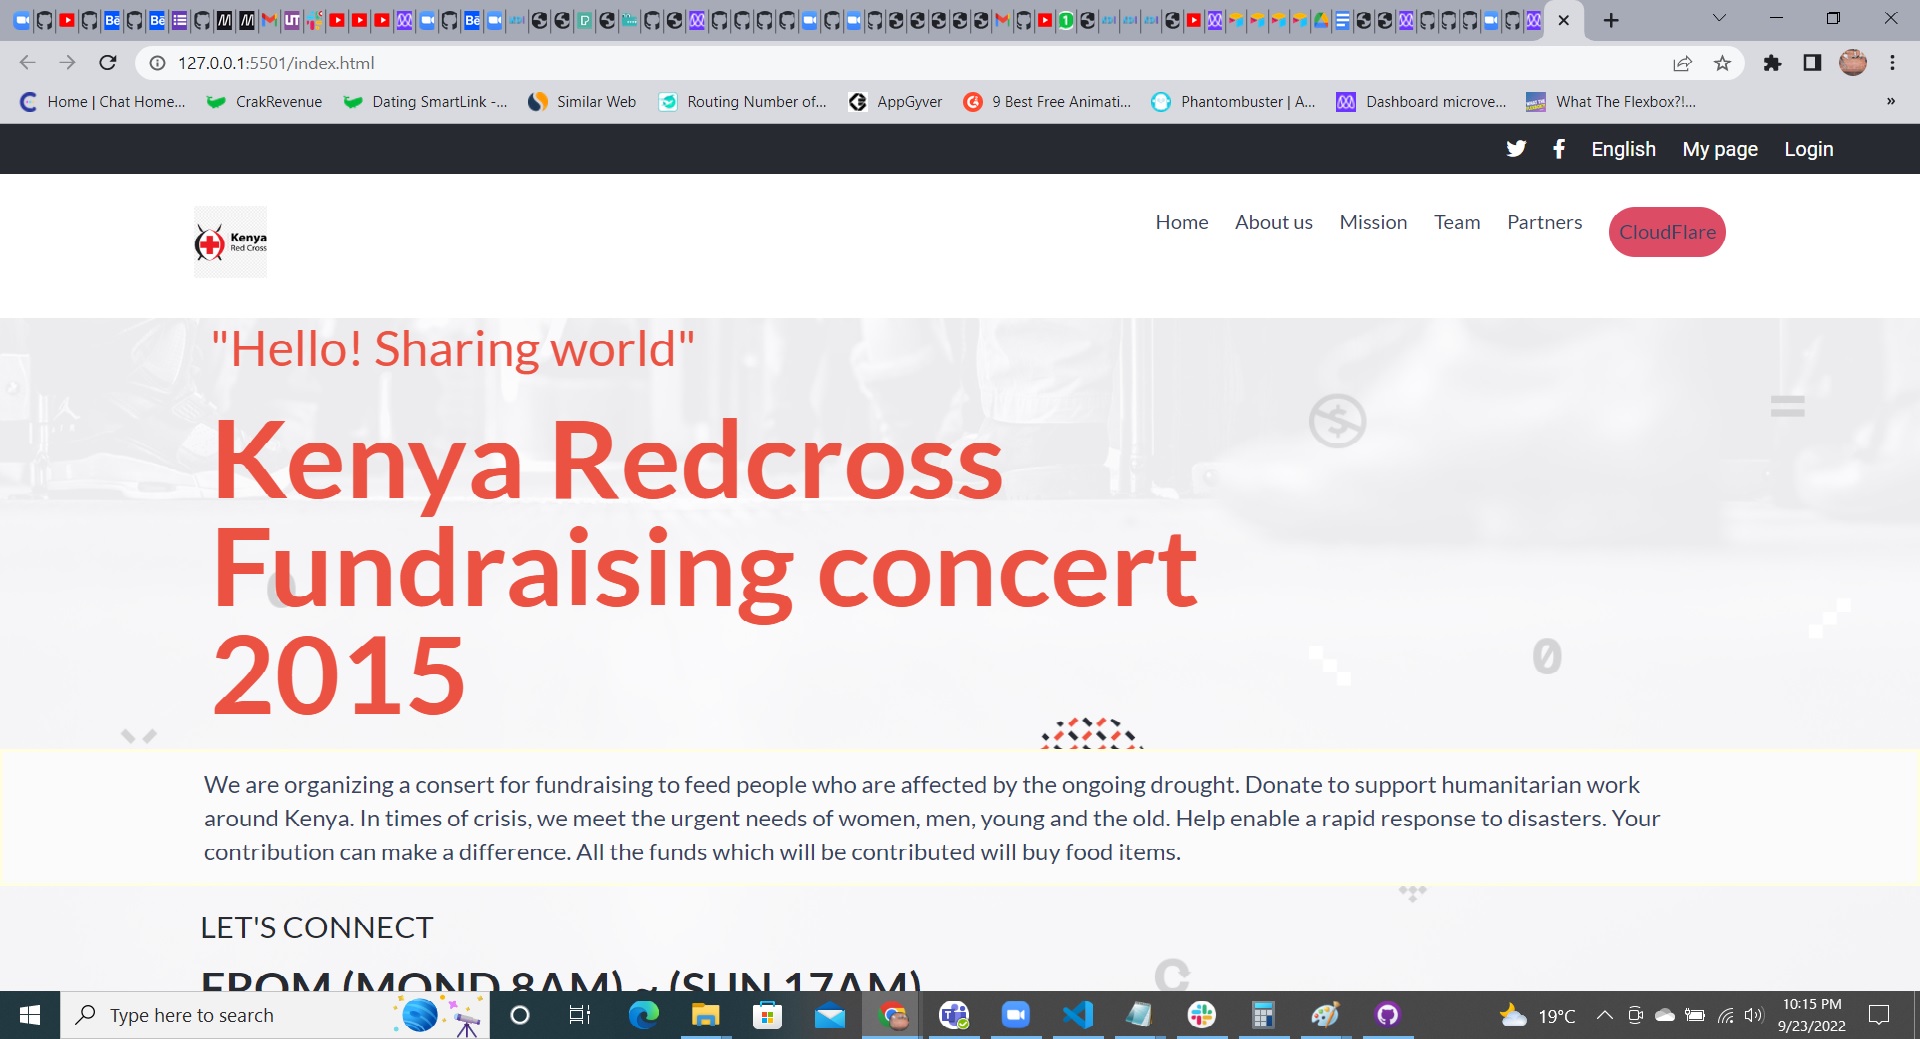 127.0.0.1:5501/index.html
Home | Chat Home... CrakRevenue Dating SmartLink -... Similar Web Routing Number of... AppGyver 9 Best Free Animati... Phantombuster | A... Dashboard microve... What The Flexbox?!... »
English My page Login
Kenya
Red Cross
Home About us Mission Team Partners CloudFlare
"Hello! Sharing world"
Kenya Redcross
Fundraising concert
2015
We are organizing a consert for fundraising to feed people who are affected by the ongoing drought. Donate to support humanitarian work
around Kenya. In times of crisis, we meet the urgent needs of women, men, young and the old. Help enable a rapid response to disasters. Your
contribution can make a difference. All the funds which will be contributed will buy food items.
LET'S CONNECT
FROM (MOND 8AM) ~ (SUN 17AM)
Type here to search
19°C
10:15 PM
9/23/2022